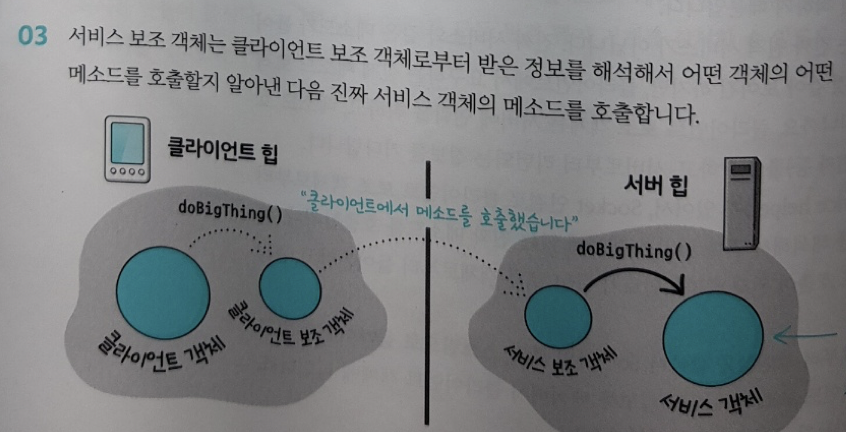 03 서비스 보조 객체는 클라이언트 보조 객체로부터 받은 정보를 해석해서 어떤 객체의 어떤
메소드를 호출할지 알아낸 다음 진짜 서비스 객체의 메소드를 호출합니다.
클라이언트 힙
서버 힙
"클라이언트에서 메소드를 호출했습니다"
doBigThing()
doBigThing()
클라이언트 객체
클라이언트 보조 객체
서비스 보조 객체
서비스 객체